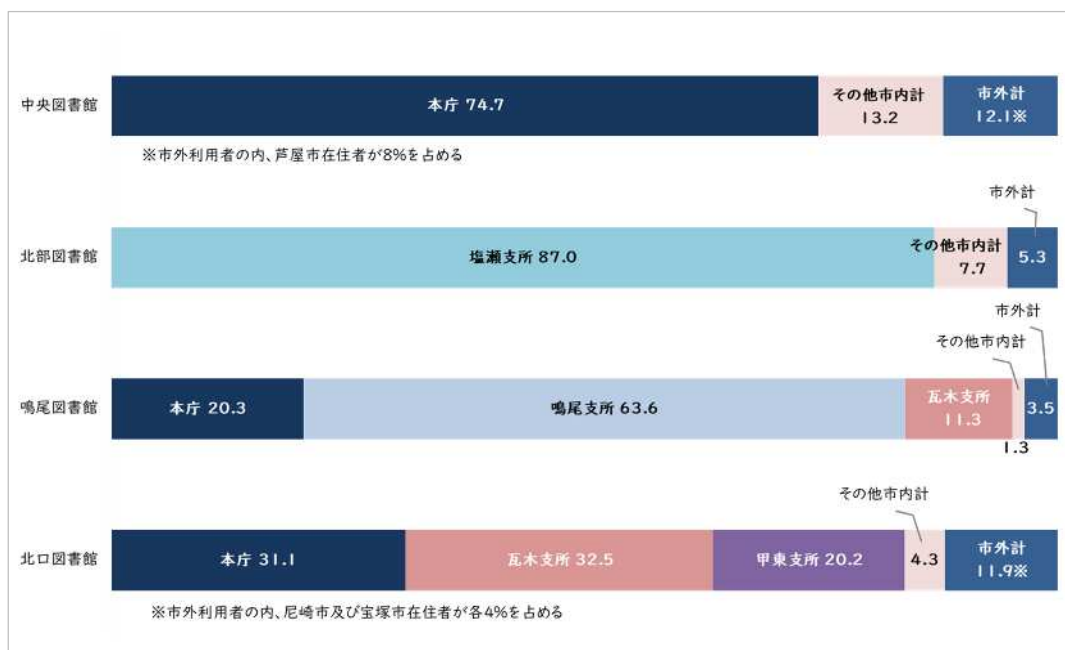 中央図書館
本庁 74.7
その他市内計
13.2
市外計
12.1※
※市外利用者の内、芦屋市在住者が8%を占める
市外計
北部図書館
塩瀬支所 87.0
その他市内計
7.7
5.3
市外計
その他市内計
鳴尾図書館
本庁 20.3
鳴尾支所 63.6
瓦木支所
11.3
3.5
1.3
その他市内計
北口図書館
本庁 31.1
瓦木支所 32.5
甲東支所 20.2
4.3
市外計
11.9※
※市外利用者の内、尼崎市及び宝塚市在住者が各4%を占める